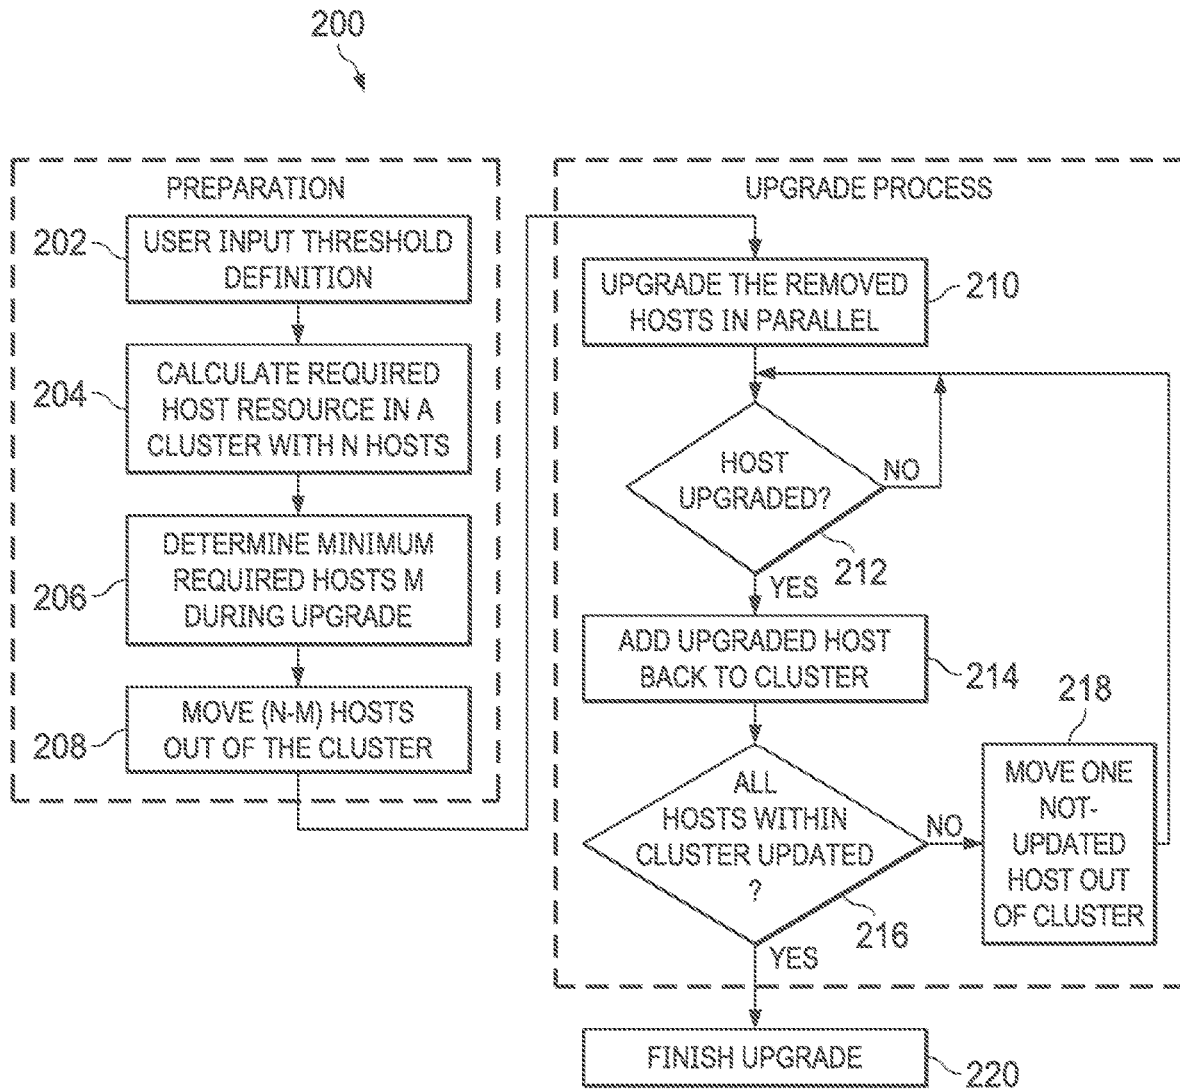 200
PREPARATION
202
USER INPUT THRESHOLD
DEFINITION
204
CALCULATE REQUIRED
HOST RESOURCE IN A
CLUSTER WITH N HOSTS
206
DETERMINE MINIMUM
REQUIRED HOSTS M
DURING UPGRADE
208
MOVE (N-M) HOSTS
OUT OF THE CLUSTER
UPGRADE PROCESS
UPGRADE THE REMOVED
HOSTS IN PARALLEL
210
HOST
UPGRADED?
NO
212
YES
ADD UPGRADED HOST
BACK TO CLUSTER
214
ALL
HOSTS WITHIN
CLUSTER UPDATED
?
NO
216
YES
218
MOVE ONE
NOT-
UPDATED
HOST OUT
OF CLUSTER
FINISH UPGRADE
220